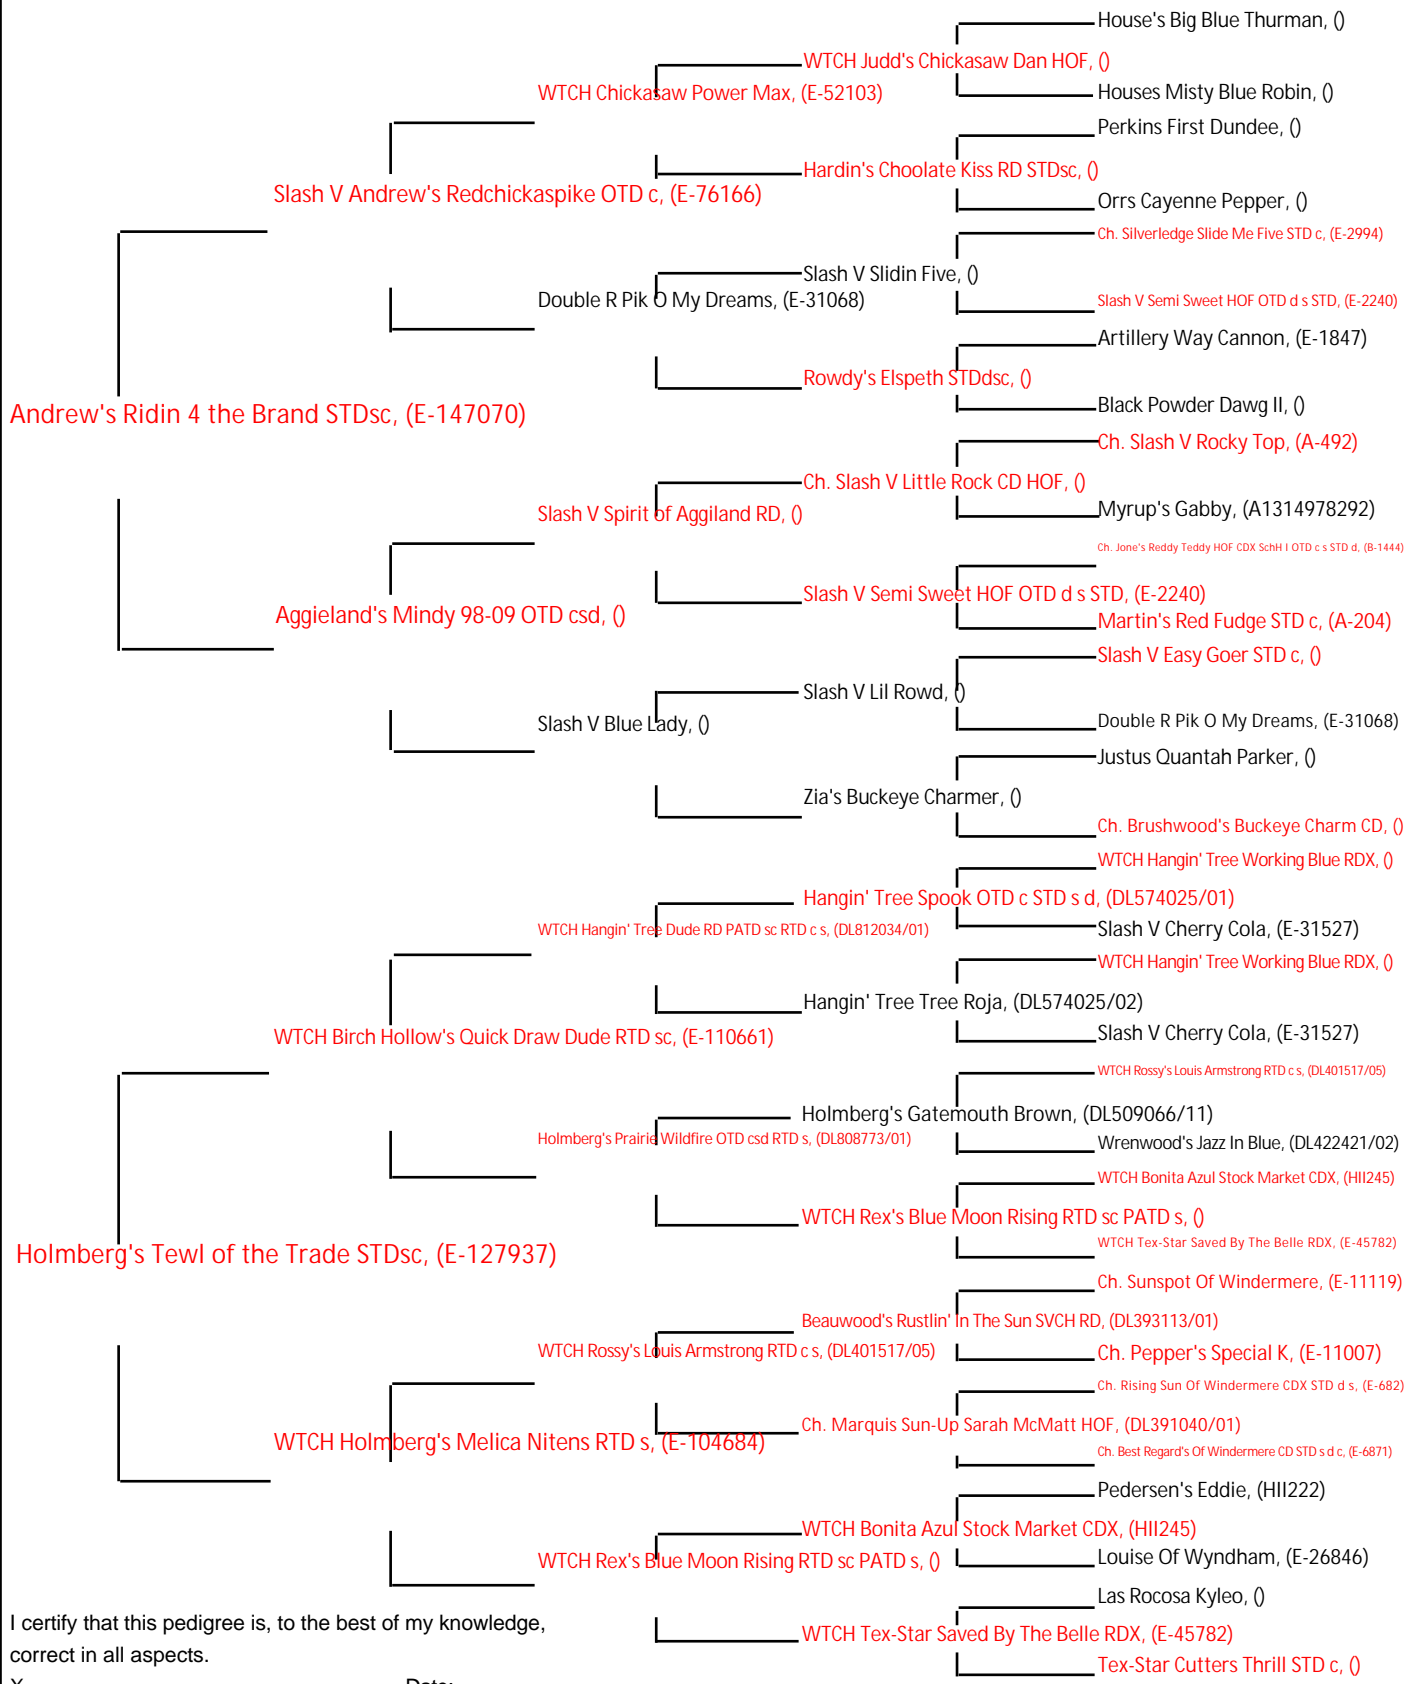 House's Big Blue Thurman, ()
WTCH Judd's Chickasaw Dan HOF, ()
WTCH Chickasaw Power Max, (E-52103)
Houses Misty Blue Robin, ()
Perkins First Dundee, ()
Hardin's Choolate Kiss RD STDsc, ()
Slash V Andrew's Redchickaspike OTD c, (E-76166)
Orrs Cayenne Pepper, ()
Ch. Silverledge Slide Me Five STD c, (E-2994)
Slash V Slidin Five, ()
Double R Pik O My Dreams, (E-31068)
Slash V Semi Sweet HOF OTD d s STD, (E-2240)
Artillery Way Cannon, (E-1847)
Rowdy's Elspeth STDdsc, ()
Black Powder Dawg II, ()
Andrew's Ridin 4 the Brand STDsc, (E-147070)
Ch. Slash V Rocky Top, (A-492)
Ch. Slash V Little Rock CD HOF, ()
Slash V Spirit of Aggiland RD, ()
Myrup's Gabby, (A1314978292)
Ch. Jone's Reddy Teddy HOF CDX SchH I OTD c s STD d, (B-1444)
Slash V Semi Sweet HOF OTD d s STD, (E-2240)
Aggieland's Mindy 98-09 OTD csd, ()
Martin's Red Fudge STD c, (A-204)
Slash V Easy Goer STD c, ()
Slash V Lil Rowd, ()
Slash V Blue Lady, ()
Double R Pik O My Dreams, (E-31068)
Justus Quantah Parker, ()
Zia's Buckeye Charmer, ()
Ch. Brushwood's Buckeye Charm CD, ()
WTCH Hangin' Tree Working Blue RDX, ()
Hangin' Tree Spook OTD c STD s d, (DL574025/01)
WTCH Hangin' Tree Dude RD PATD sc RTD c s, (DL812034/01)
Slash V Cherry Cola, (E-31527)
WTCH Hangin' Tree Working Blue RDX, ()
Hangin' Tree Tree Roja, (DL574025/02)
WTCH Birch Hollow's Quick Draw Dude RTD sc, (E-110661)
Slash V Cherry Cola, (E-31527)
WTCH Rossy's Louis Armstrong RTD c s, (DL401517/05)
Holmberg's Gatemouth Brown, (DL509066/11)
Holmberg's Prairie Wildfire OTD csd RTD s, (DL808773/01)
Wrenwood's Jazz In Blue, (DL422421/02)
WTCH Bonita Azul Stock Market CDX, (HII245)
WTCH Rex's Blue Moon Rising RTD sc PATD s, ()
WTCH Tex-Star Saved By The Belle RDX, (E-45782)
Holmberg's Tewl of the Trade STDsc, (E-127937)
Ch. Sunspot Of Windermere, (E-11119)
Beauwood's Rustlin' In The Sun SVCH RD, (DL393113/01)
WTCH Rossy's Louis Armstrong RTD c s, (DL401517/05)
Ch. Pepper's Special K, (E-11007)
Ch. Rising Sun Of Windermere CDX STD d s, (E-682)
Ch. Marquis Sun-Up Sarah McMatt HOF, (DL391040/01)
WTCH Holmberg's Melica Nitens RTD s, (E-104684)
Ch. Best Regard's Of Windermere CD STD s d c, (E-6871)
Pedersen's Eddie, (HII222)
WTCH Bonita Azul Stock Market CDX, (HII245)
WTCH Rex's Blue Moon Rising RTD sc PATD s, ()
Louise Of Wyndham, (E-26846)
Las Rocosa Kyleo, ()
WTCH Tex-Star Saved By The Belle RDX, (E-45782)
Tex-Star Cutters Thrill STD c, ()
I certify that this pedigree is, to the best of my knowledge,
correct in all aspects.
X Date: